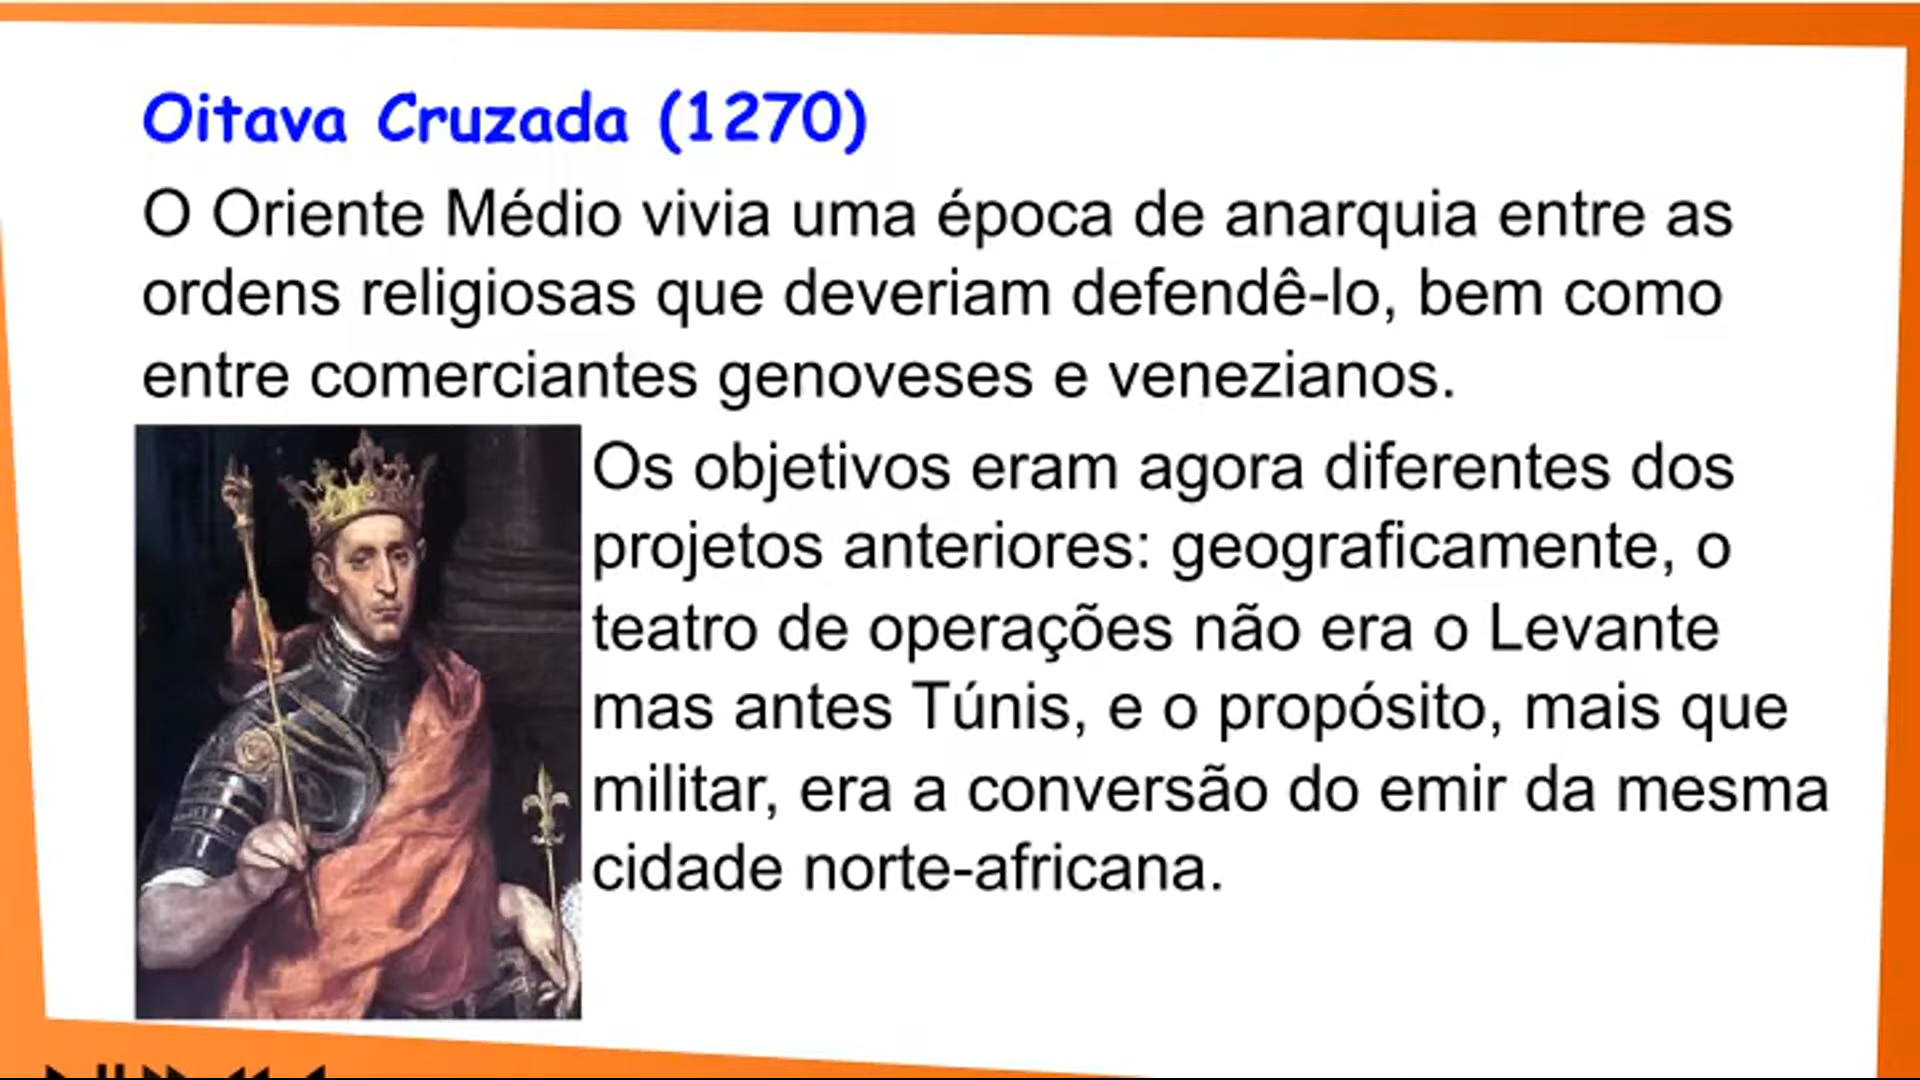 Oitava Cruzada (1270)
O Oriente Médio vivia uma época de anarquia entre as
ordens religiosas que deveriam defendê-lo, bem como
entre comerciantes genoveses e venezianos.
Os objetivos eram agora diferentes dos
projetos anteriores: geograficamente, o
teatro de operações não era o Levante
mas antes Túnis, e o propósito, mais que
militar, era a conversão do emir da mesma
cidade norte-africana.